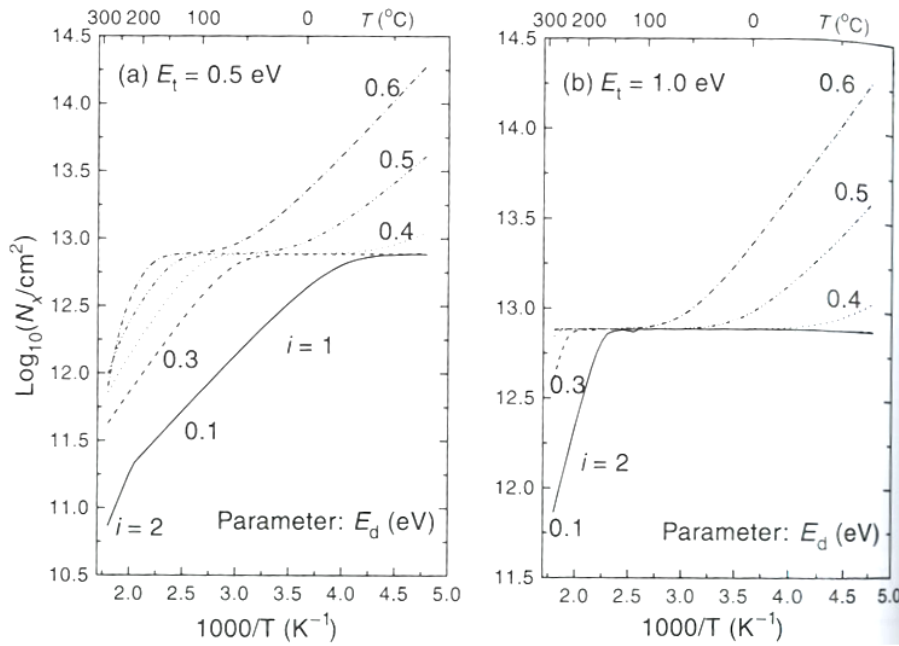 300 200 100 0 T (°C)
14.5
14.0
13.5
13.0
12.5
12.0
11.5
11.0
10.5
Log10(Nx/cm²)
(a) Et = 0.5 eV
0.6
0.5
0.4
0.3
i = 1
0.1
i = 2
Parameter: Ed (eV)
2.0 2.5 3.0 3.5 4.0 4.5 5.0
1000/T (K⁻¹)
300 200 100 0 T (°C)
14.5
14.0
13.5
13.0
12.5
12.0
11.5
(b) Et = 1.0 eV
0.6
0.5
0.4
0.3
i = 2
0.1
Parameter: Ed (eV)
2.0 2.5 3.0 3.5 4.0 4.5 5.0
1000/T (K⁻¹)